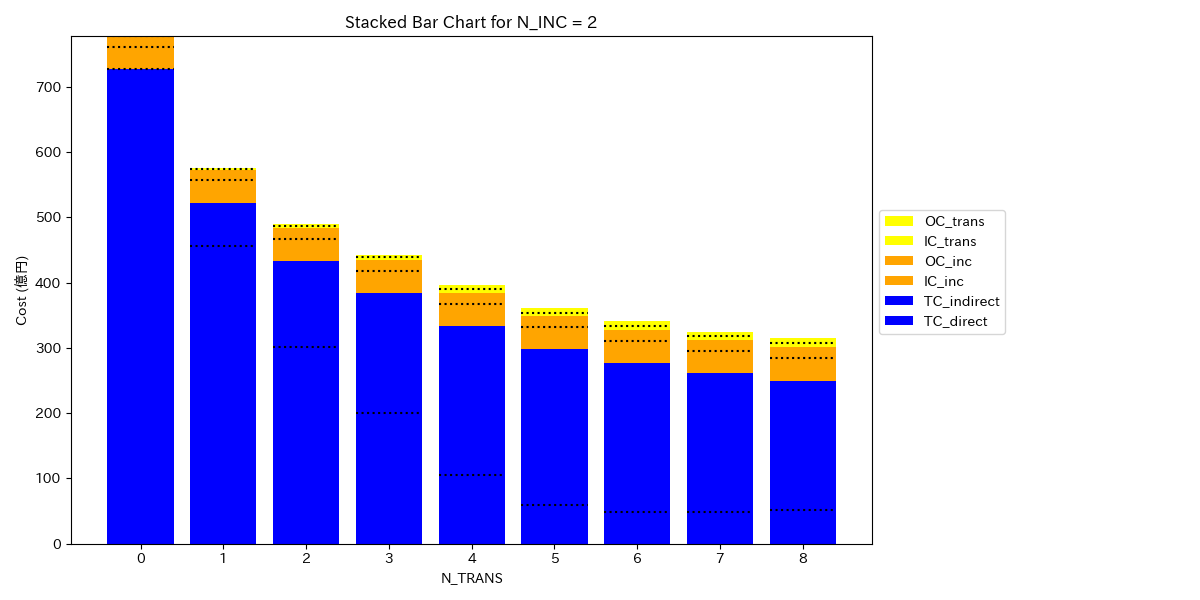 Stacked Bar Chart for N_INC = 2
Cost (億円)
700
600
500
400
300
200
100
0
0 1 2 3 4 5 6 7 8
N_TRANS
OC_trans
IC_trans
OC_inc
IC_inc
TC_indirect
TC_direct